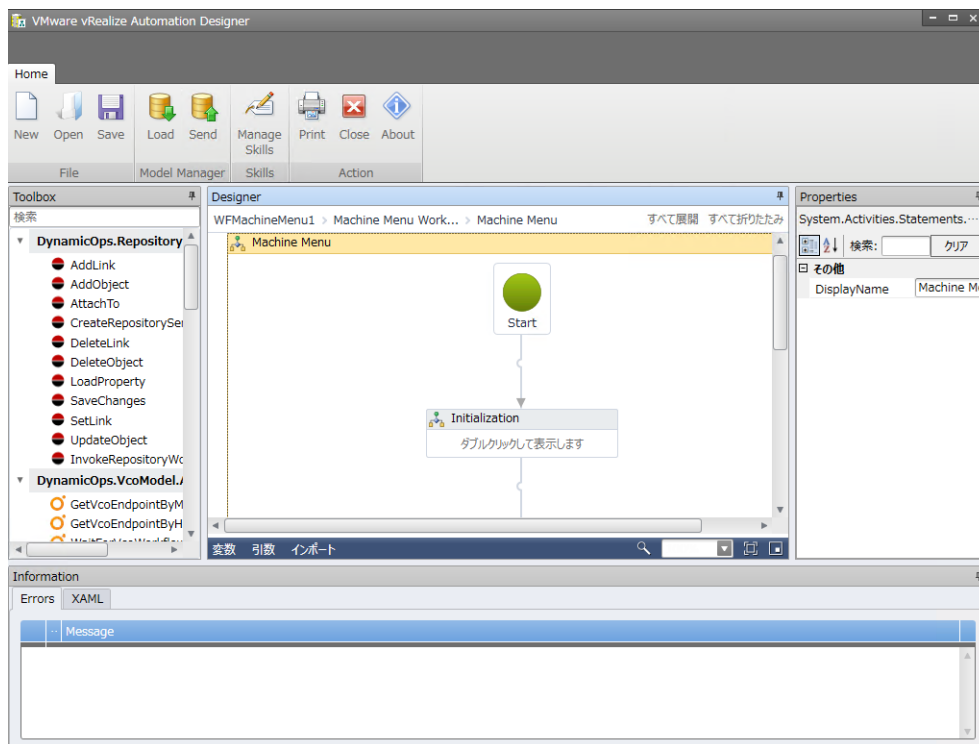 VMware vRealize Automation Designer
Home
New Open Save Load Send Manage Skills Print Close About
File Model Manager Skills Action
Toolbox
検索
DynamicOps.Repository
AddLink
AddObject
AttachTo
CreateRepositorySer
DeleteLink
DeleteObject
LoadProperty
SaveChanges
SetLink
UpdateObject
InvokeRepositoryWo
DynamicOps.VcoModel.A
GetVcoEndpointByM
GetVcoEndpointByH
Designer
WFMachineMenu1 > Machine Menu Work... > Machine Menu すべて展開 すべて折りたたみ
Machine Menu
Start
Initialization
ダブルクリックして表示します
変数 引数 インポート
Properties
System.Activities.Statements.…
検索: クリア
その他
DisplayName Machine M
Information
Errors XAML
Message